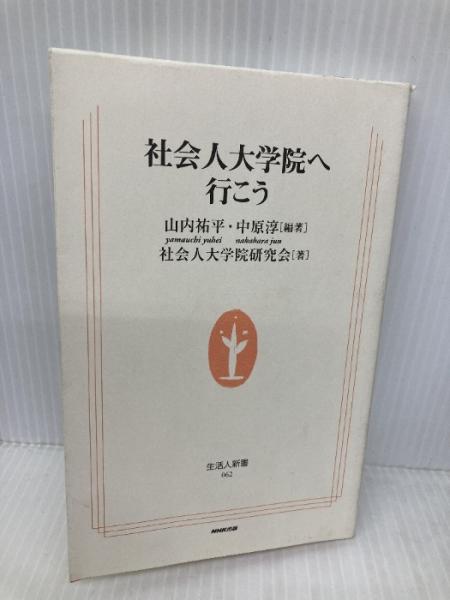 社会人大学院へ
行こう
山内祐平・中原淳[編著]
yamauchi yuhei nakahara jun
社会人大学院研究会[著]
生活人新書
062
NHK出版